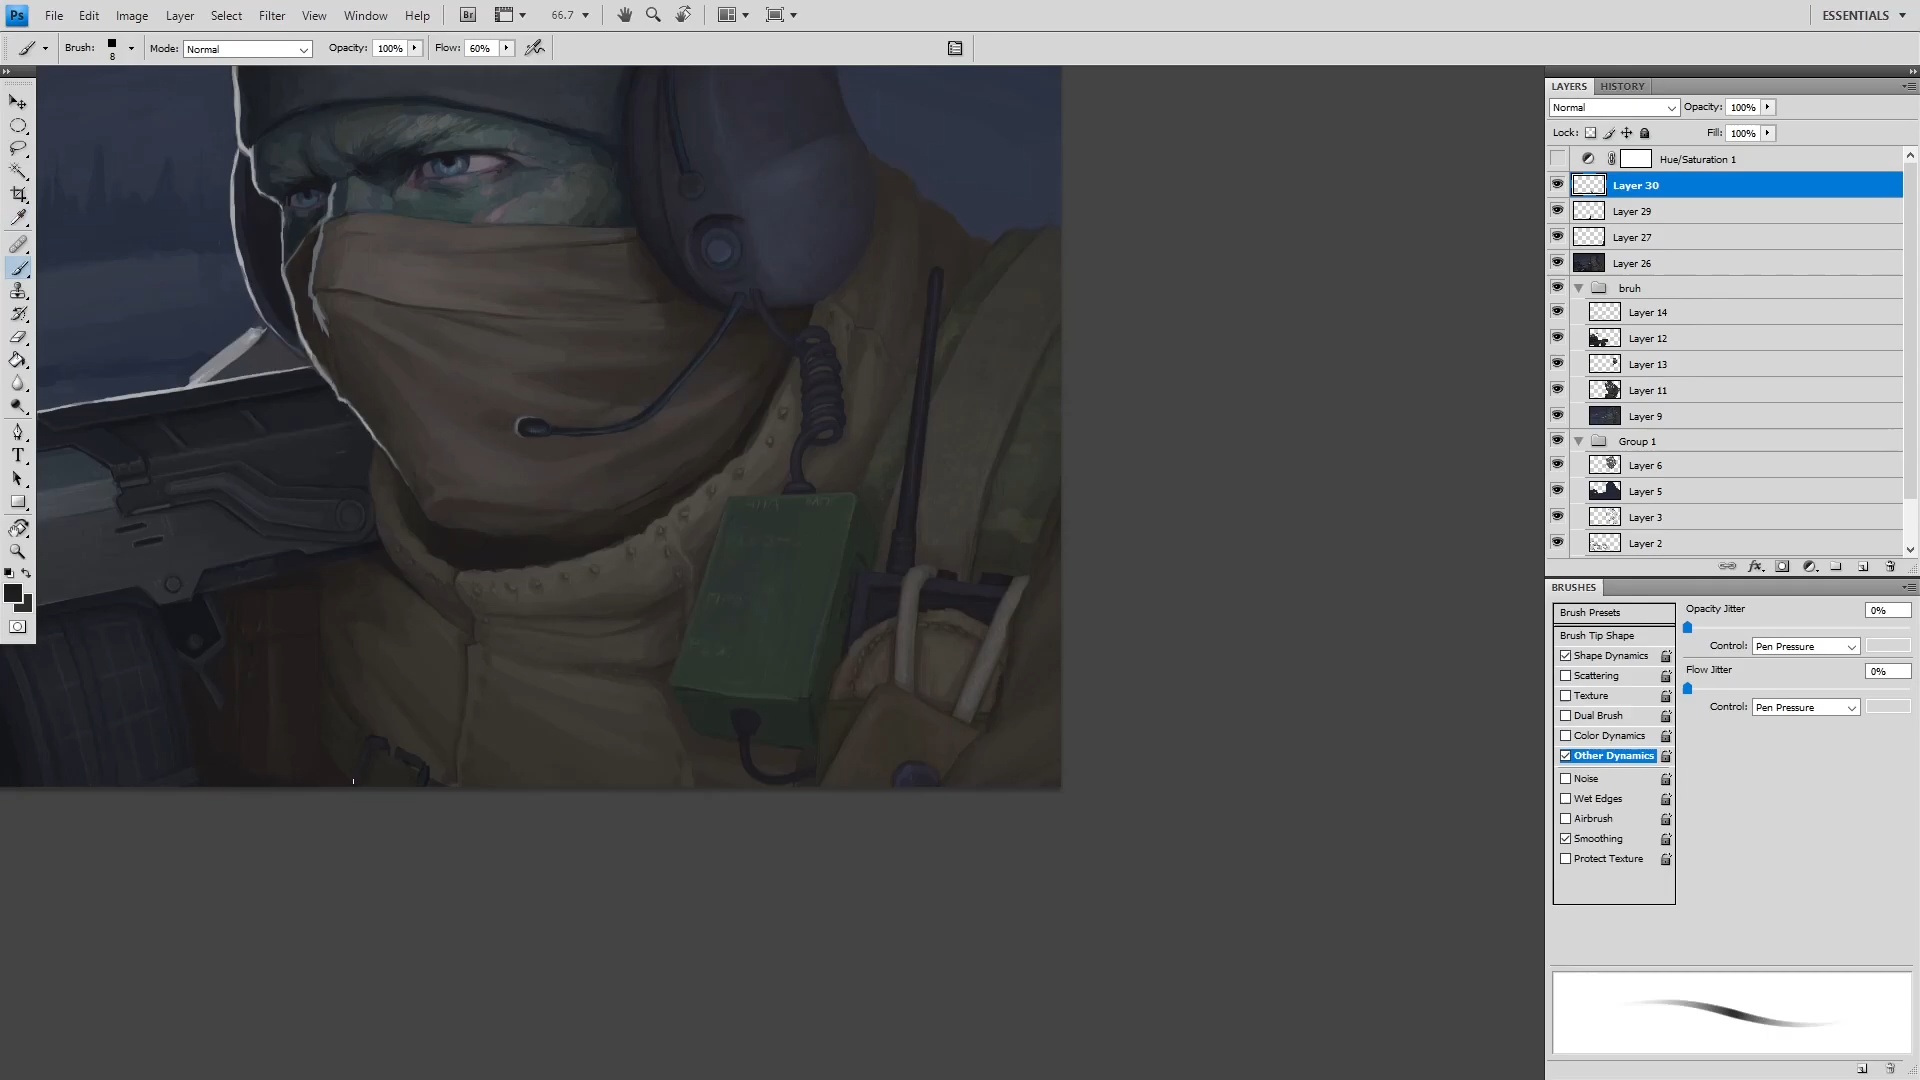 Ps File Edit Image Layer Select Filter View Window Help Br 66.7 ESSENTIALS
Brush: 8 Mode: Normal Opacity: 100% Flow: 60%
LAYERS HISTORY
Normal Opacity: 100%
Lock: Fill: 100%
Hue/Saturation 1
Layer 30
Layer 29
Layer 27
Layer 26
bruh
Layer 14
Layer 12
Layer 13
Layer 11
Layer 9
Group 1
Layer 6
Layer 5
Layer 3
Layer 2
fx
T
BRUSHES
Brush Presets
Brush Tip Shape
Shape Dynamics
Scattering
Texture
Dual Brush
Color Dynamics
Other Dynamics
Noise
Wet Edges
Airbrush
Smoothing
Protect Texture
Opacity Jitter 0%
Control: Pen Pressure
Flow Jitter 0%
Control: Pen Pressure